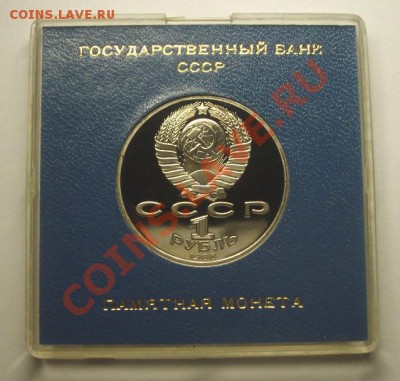 COINS.LAVE.RU
ГОСУДАРСТВЕННЫЙ БАНК
СССР
СССР
1
РУБЛЬ
ПАМЯТНАЯ МОНЕТА
COINS.LAVE.RU